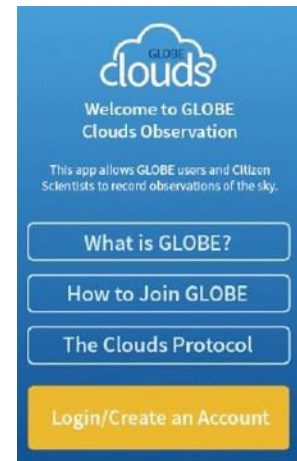 GLOBE
clouds
Welcome to GLOBE
Clouds Observation
This app allows GLOBE users and Citizen
Scientists to record observations of the sky.
What is GLOBE?
How to Join GLOBE
The Clouds Protocol
Login/Create an Account